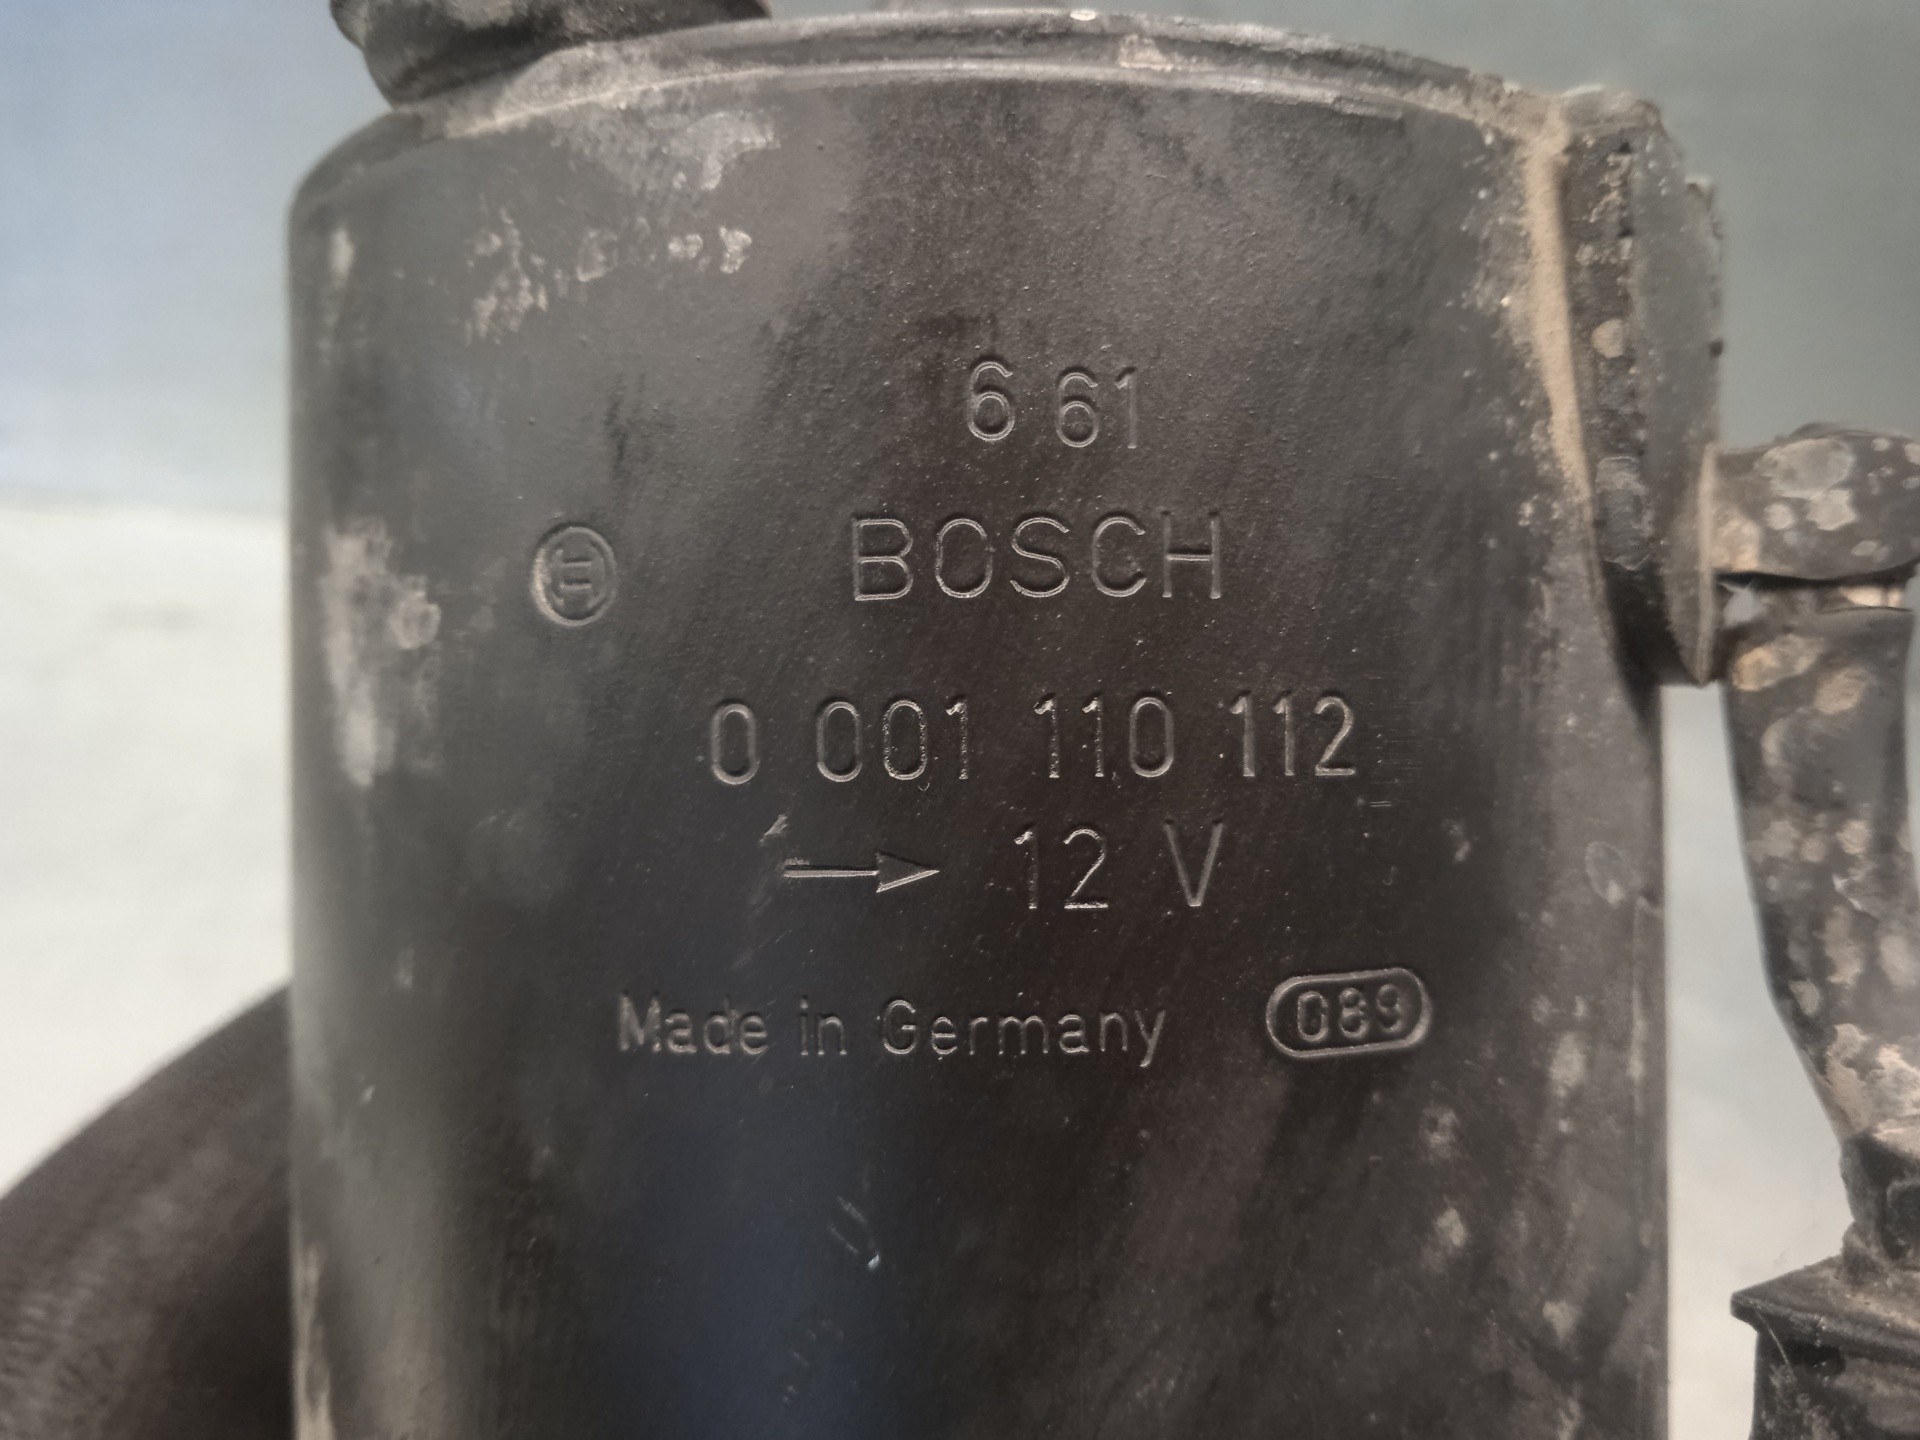 6 61
BOSCH
0 001 110 112
12 V
Made in Germany 089